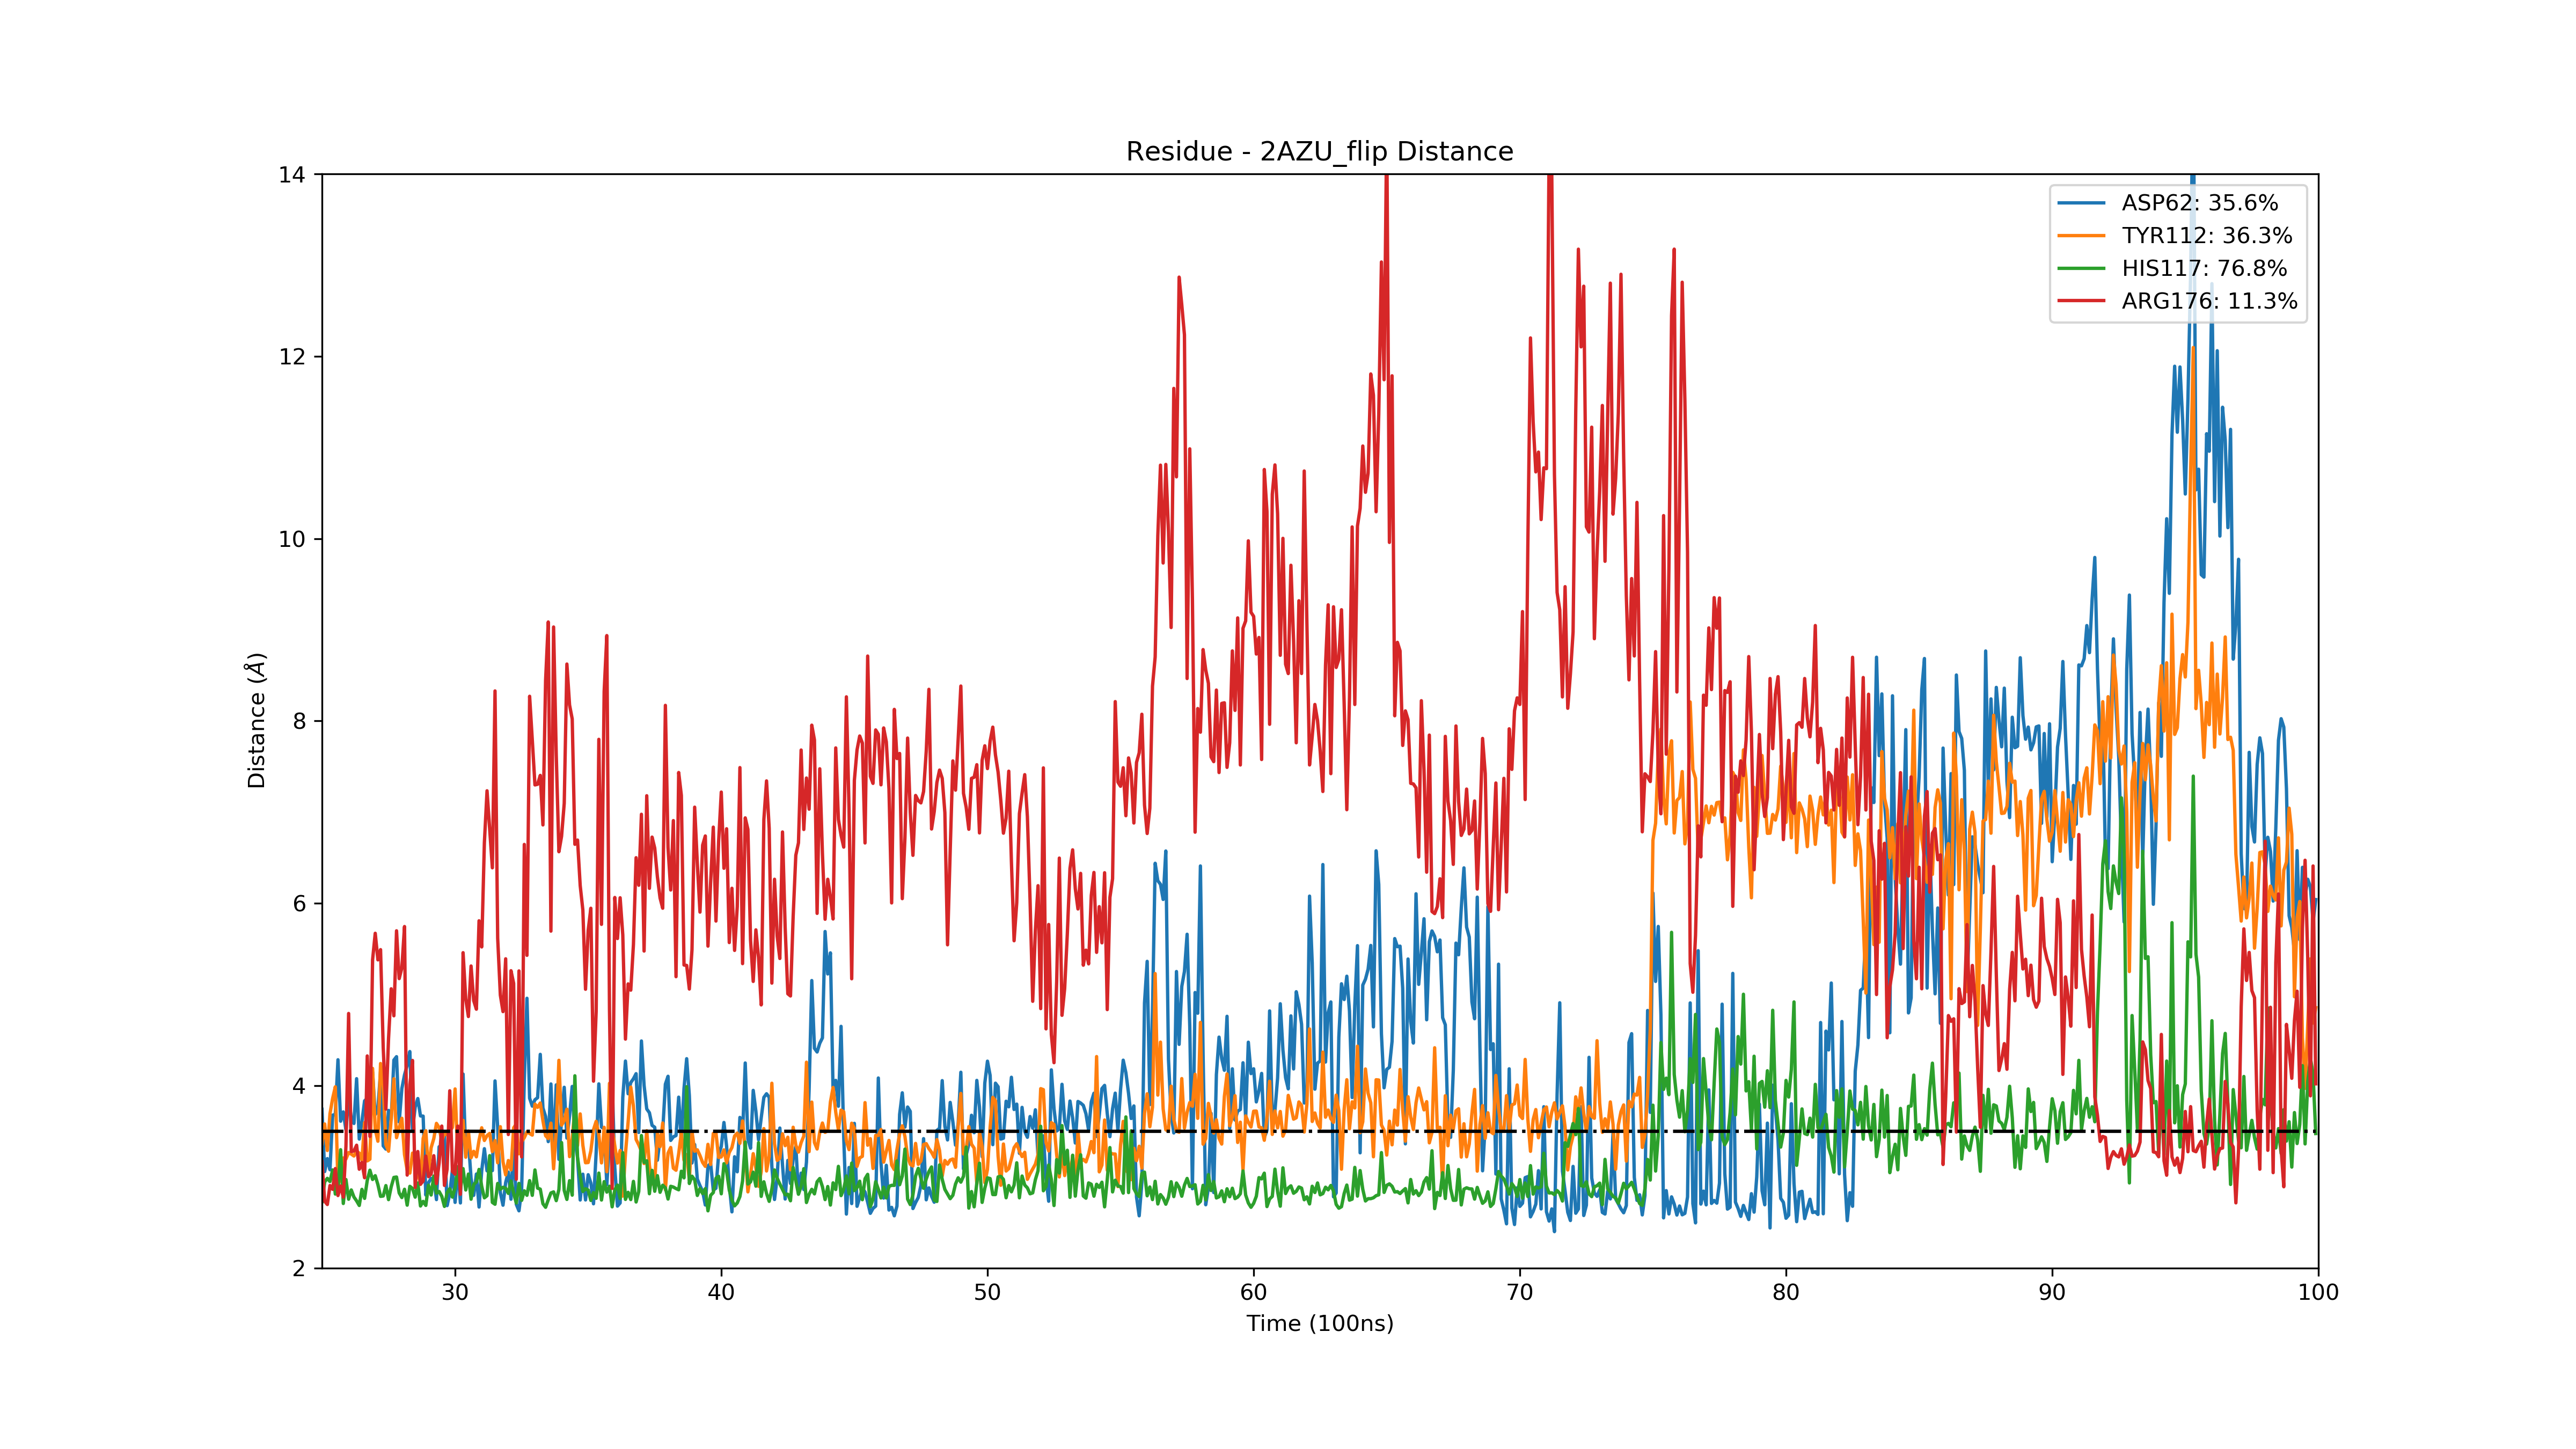 Residue - 2AZU_flip Distance
14
12
10
8
6
4
2
Distance (Å)
ASP62: 35.6%
TYR112: 36.3%
HIS117: 76.8%
ARG176: 11.3%
30 40 50 60 70 80 90 100
Time (100ns)